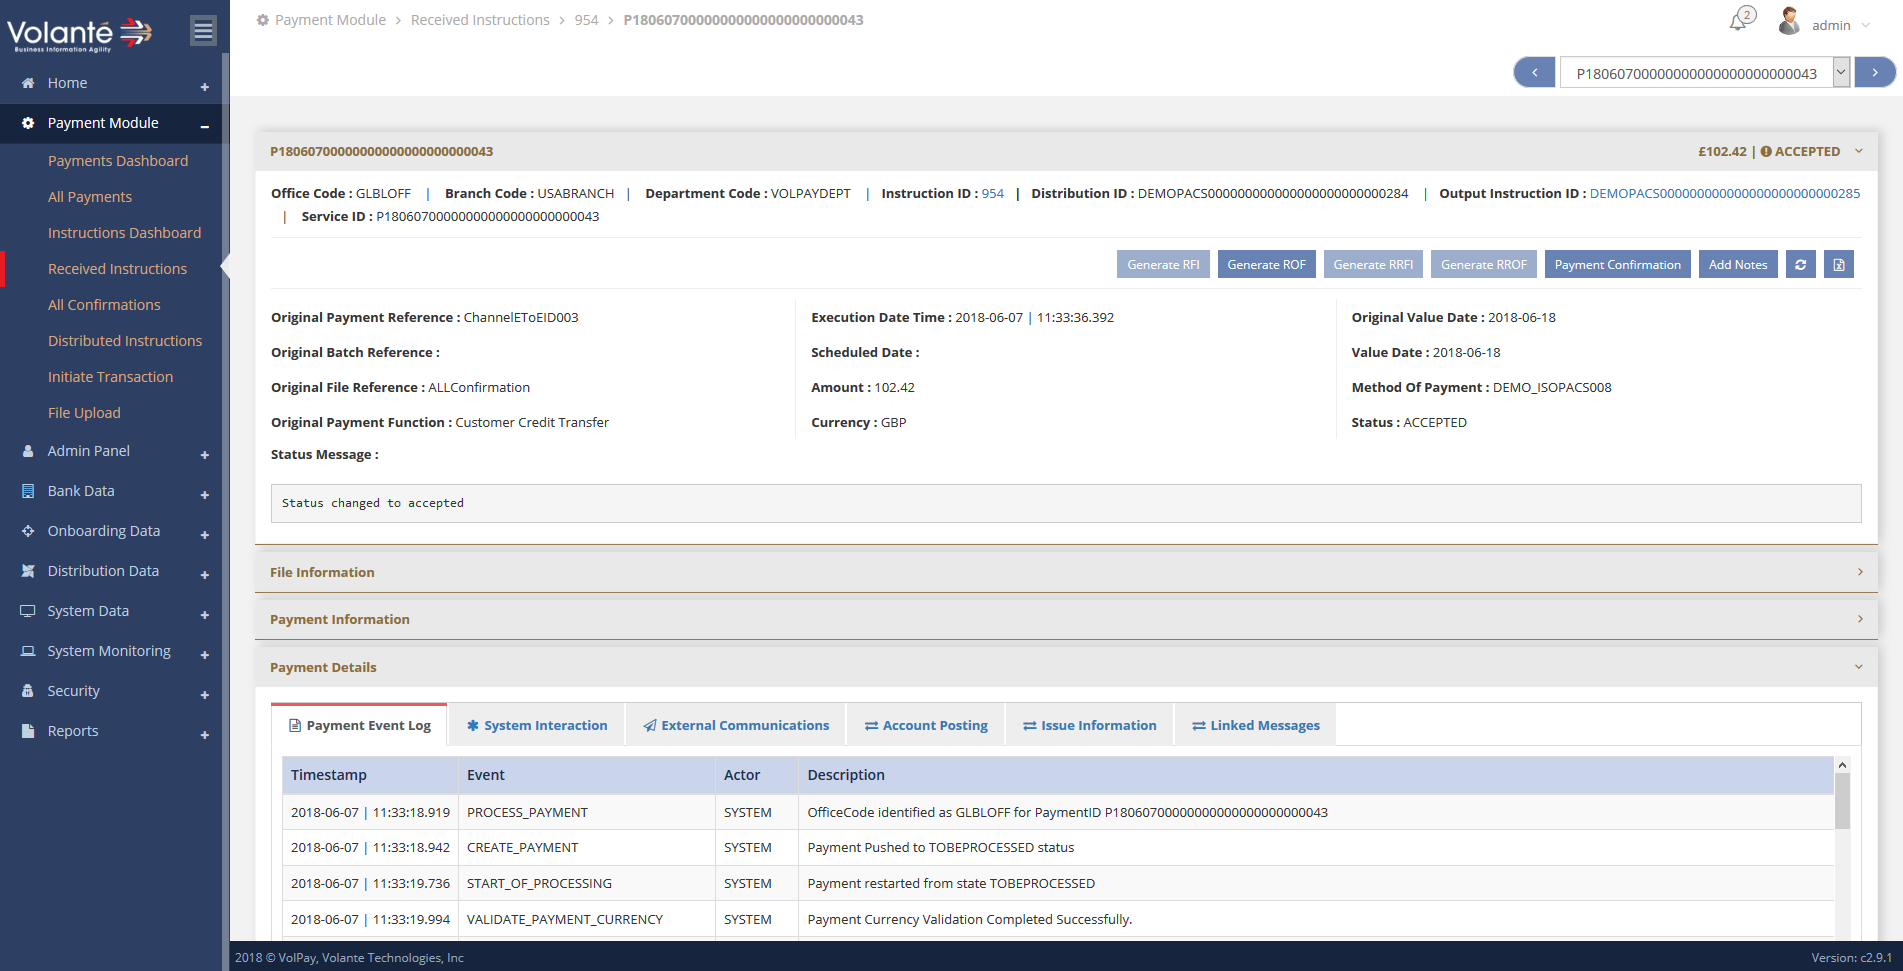 Volanté
Business Information Agility
Payment Module > Received Instructions > 954 > P180607000000000000000000000043
2
admin
P180607000000000000000000000043
Home
Payment Module
Payments Dashboard
All Payments
Instructions Dashboard
Received Instructions
All Confirmations
Distributed Instructions
Initiate Transaction
File Upload
Admin Panel
Bank Data
Onboarding Data
Distribution Data
System Data
System Monitoring
Security
Reports
P180607000000000000000000000043 £102.42 | ACCEPTED
Office Code : GLBLOFF | Branch Code : USABRANCH | Department Code : VOLPAYDEPT | Instruction ID : 954 | Distribution ID : DEMOPACS000000000000000000000284 | Output Instruction ID : DEMOPACS000000000000000000000285
| Service ID : P180607000000000000000000000043
Generate RFI Generate ROF Generate RRFI Generate RROF Payment Confirmation Add Notes
Original Payment Reference : ChannelEToEID003 Execution Date Time : 2018-06-07 | 11:33:36.392 Original Value Date : 2018-06-18
Original Batch Reference : Scheduled Date : Value Date : 2018-06-18
Original File Reference : ALLConfirmation Amount : 102.42 Method Of Payment : DEMO_ISOPACS008
Original Payment Function : Customer Credit Transfer Currency : GBP Status : ACCEPTED
Status Message :
Status changed to accepted
File Information
Payment Information
Payment Details
Payment Event Log System Interaction External Communications Account Posting Issue Information Linked Messages
Timestamp Event Actor Description
2018-06-07 | 11:33:18.919 PROCESS_PAYMENT SYSTEM OfficeCode identified as GLBLOFF for PaymentID P180607000000000000000000000043
2018-06-07 | 11:33:18.942 CREATE_PAYMENT SYSTEM Payment Pushed to TOBEPROCESSED status
2018-06-07 | 11:33:19.736 START_OF_PROCESSING SYSTEM Payment restarted from state TOBEPROCESSED
2018-06-07 | 11:33:19.994 VALIDATE_PAYMENT_CURRENCY SYSTEM Payment Currency Validation Completed Successfully.
2018 © VolPay, Volante Technologies, Inc Version: c2.9.1